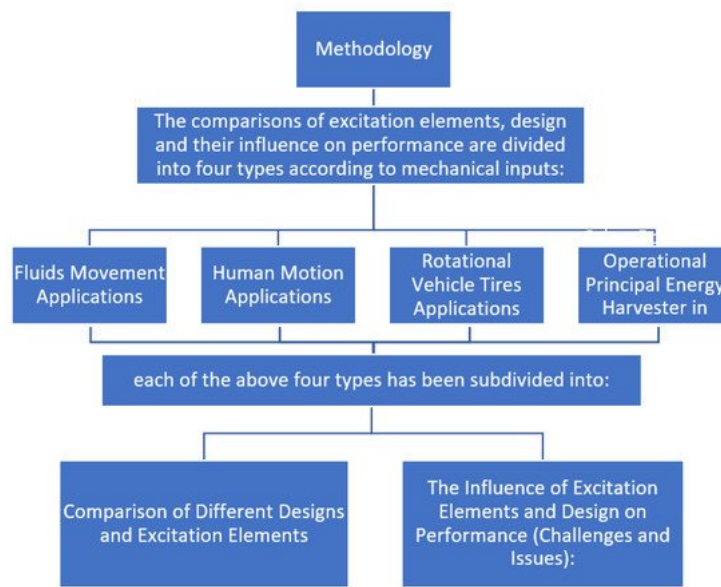 Methodology
The comparisons of excitation elements, design
and their influence on performance are divided
into four types according to mechanical inputs:
Fluids Movement
Applications
Human Motion
Applications
Rotational
Vehicle Tires
Applications
Operational
Principal Energy
Harvester in
each of the above four types has been subdivided into:
Comparison of Different Designs
and Excitation Elements
The Influence of Excitation
Elements and Design on
Performance (Challenges and
Issues):